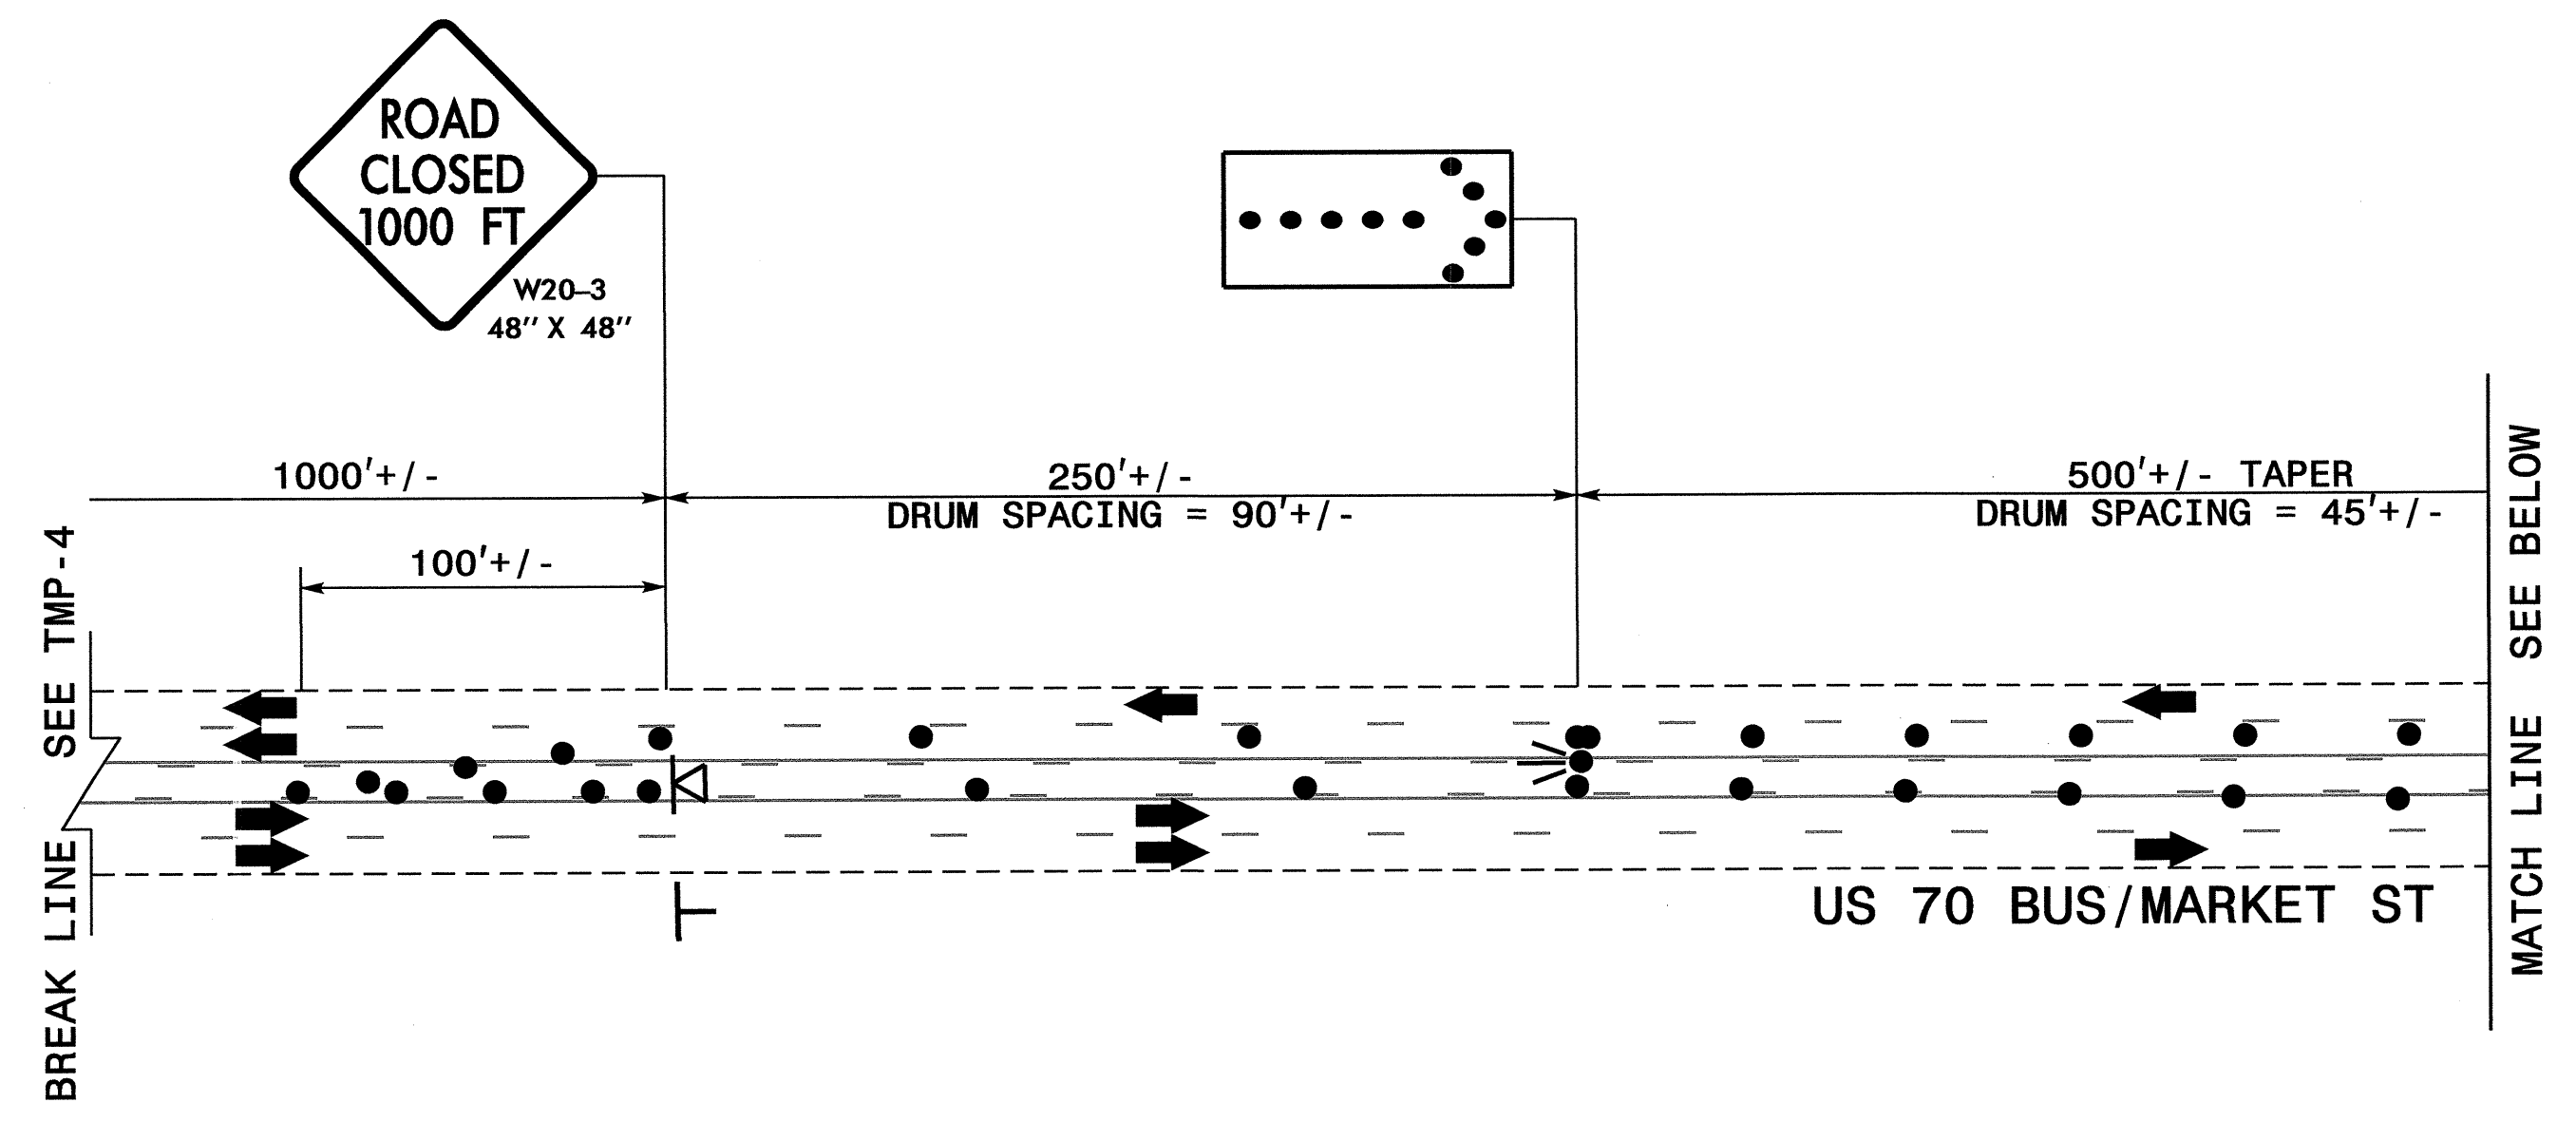 ROAD
CLOSED
1000 FT
W20-3
48" X 48"
1000'+/-
250'+/-
DRUM SPACING = 90'+/-
500'+/- TAPER
DRUM SPACING = 45'+/-
100'+/-
BREAK LINE SEE TMP-4
MATCH LINE SEE BELOW
US 70 BUS/MARKET ST